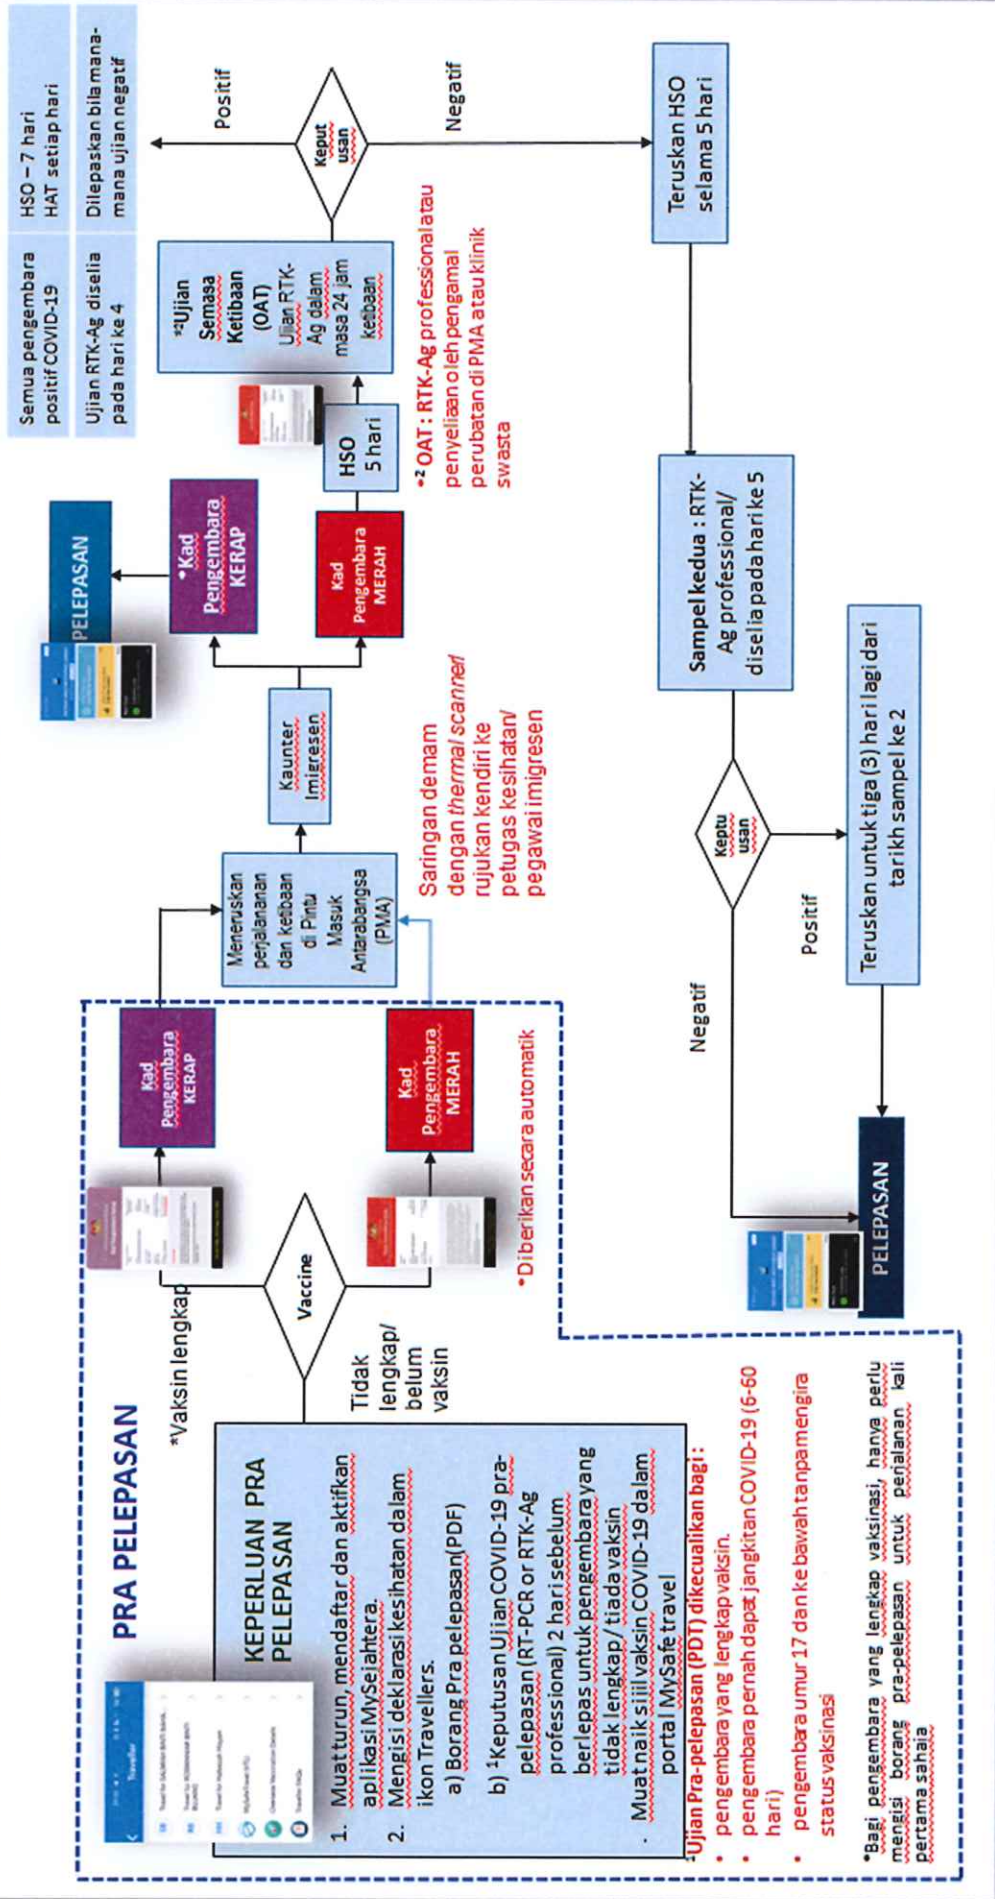 PRA PELEPASAN
Traveller
KEPERLUAN PRA
PELEPASAN
1. Muat turun, mendaftar dan aktifkan
aplikasi MySejahtera.
2. Mengisi deklarasi kesihatan dalam
ikon Travellers.
a) Borang Pra pelepasan(PDF)
b) ¹Keputusan Ujian COVID-19 pra-
pelepasan (RT-PCR or RTK-Ag
professional) 2 hari sebelum
berlepas untuk pengembara yang
tidak lengkap/ tiada vaksin
. Muat naik sijil vaksin COVID-19 dalam
portal MySafe travel
¹Ujian Pra-pelepasan (PDT) dikecualikan bagi :
• pengembara yang lengkap vaksin.
• pengembara pernah dapat jangkitan COVID-19 (6-60
hari)
• pengembara umur 17 dan ke bawah tanpa mengira
status vaksinasi
*Bagi pengembara yang lengkap vaksinasi, hanya perlu
mengisi borang pra-pelepasan untuk perjalanan kali
pertama sahaja
*Vaksin lengkap
Vaccine
Tidak
lengkap/
belum
vaksin
Kad
Pengembara
KERAP
Kad
Pengembara
MERAH
*Diberikan secara automatik
Meneruskan
perjalananan
dan ketibaan
di Pintu
Masuk
Antarabangsa
(PMA)
Kaunter
Imigresen
Saringan demam
dengan thermal scanner/
rujukan kendiri ke
petugas kesihatan/
pegawai imigresen
PELEPASAN
*Kad
Pengembara
KERAP
Kad
Pengembara
MERAH
HSO
5 hari
*²Ujian
Semasa
Ketibaan
(OAT)
Ujian RTK-
Ag dalam
masa 24 jam
ketibaan
*² OAT : RTK-Ag professional atau
penyeliaan oleh pengamal
perubatan di PMA atau klinik
swasta
Keput
usan
Positif
Negatif
Semua pengembara
positif COVID-19
HSO – 7 hari
HAT setiap hari
Ujian RTK-Ag diselia
pada hari ke 4
Dilepaskan bila mana-
mana ujian negatif
Teruskan HSO
selama 5 hari
Sampel kedua : RTK-
Ag professional/
diselia pada hari ke 5
Keptu
usan
Negatif
Positif
Teruskan untuk tiga (3) hari lagi dari
tarikh sampel ke 2
PELEPASAN